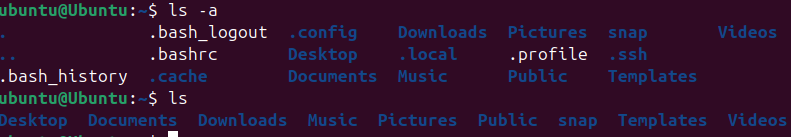 ubuntu@Ubuntu:~$ ls -a
. .bash_logout .config Downloads Pictures snap Videos
.. .bashrc Desktop .local .profile .ssh
.bash_history .cache Documents Music Public Templates
ubuntu@Ubuntu:~$ ls
Desktop Documents Downloads Music Pictures Public snap Templates Videos
ubuntu@Ubuntu:~$